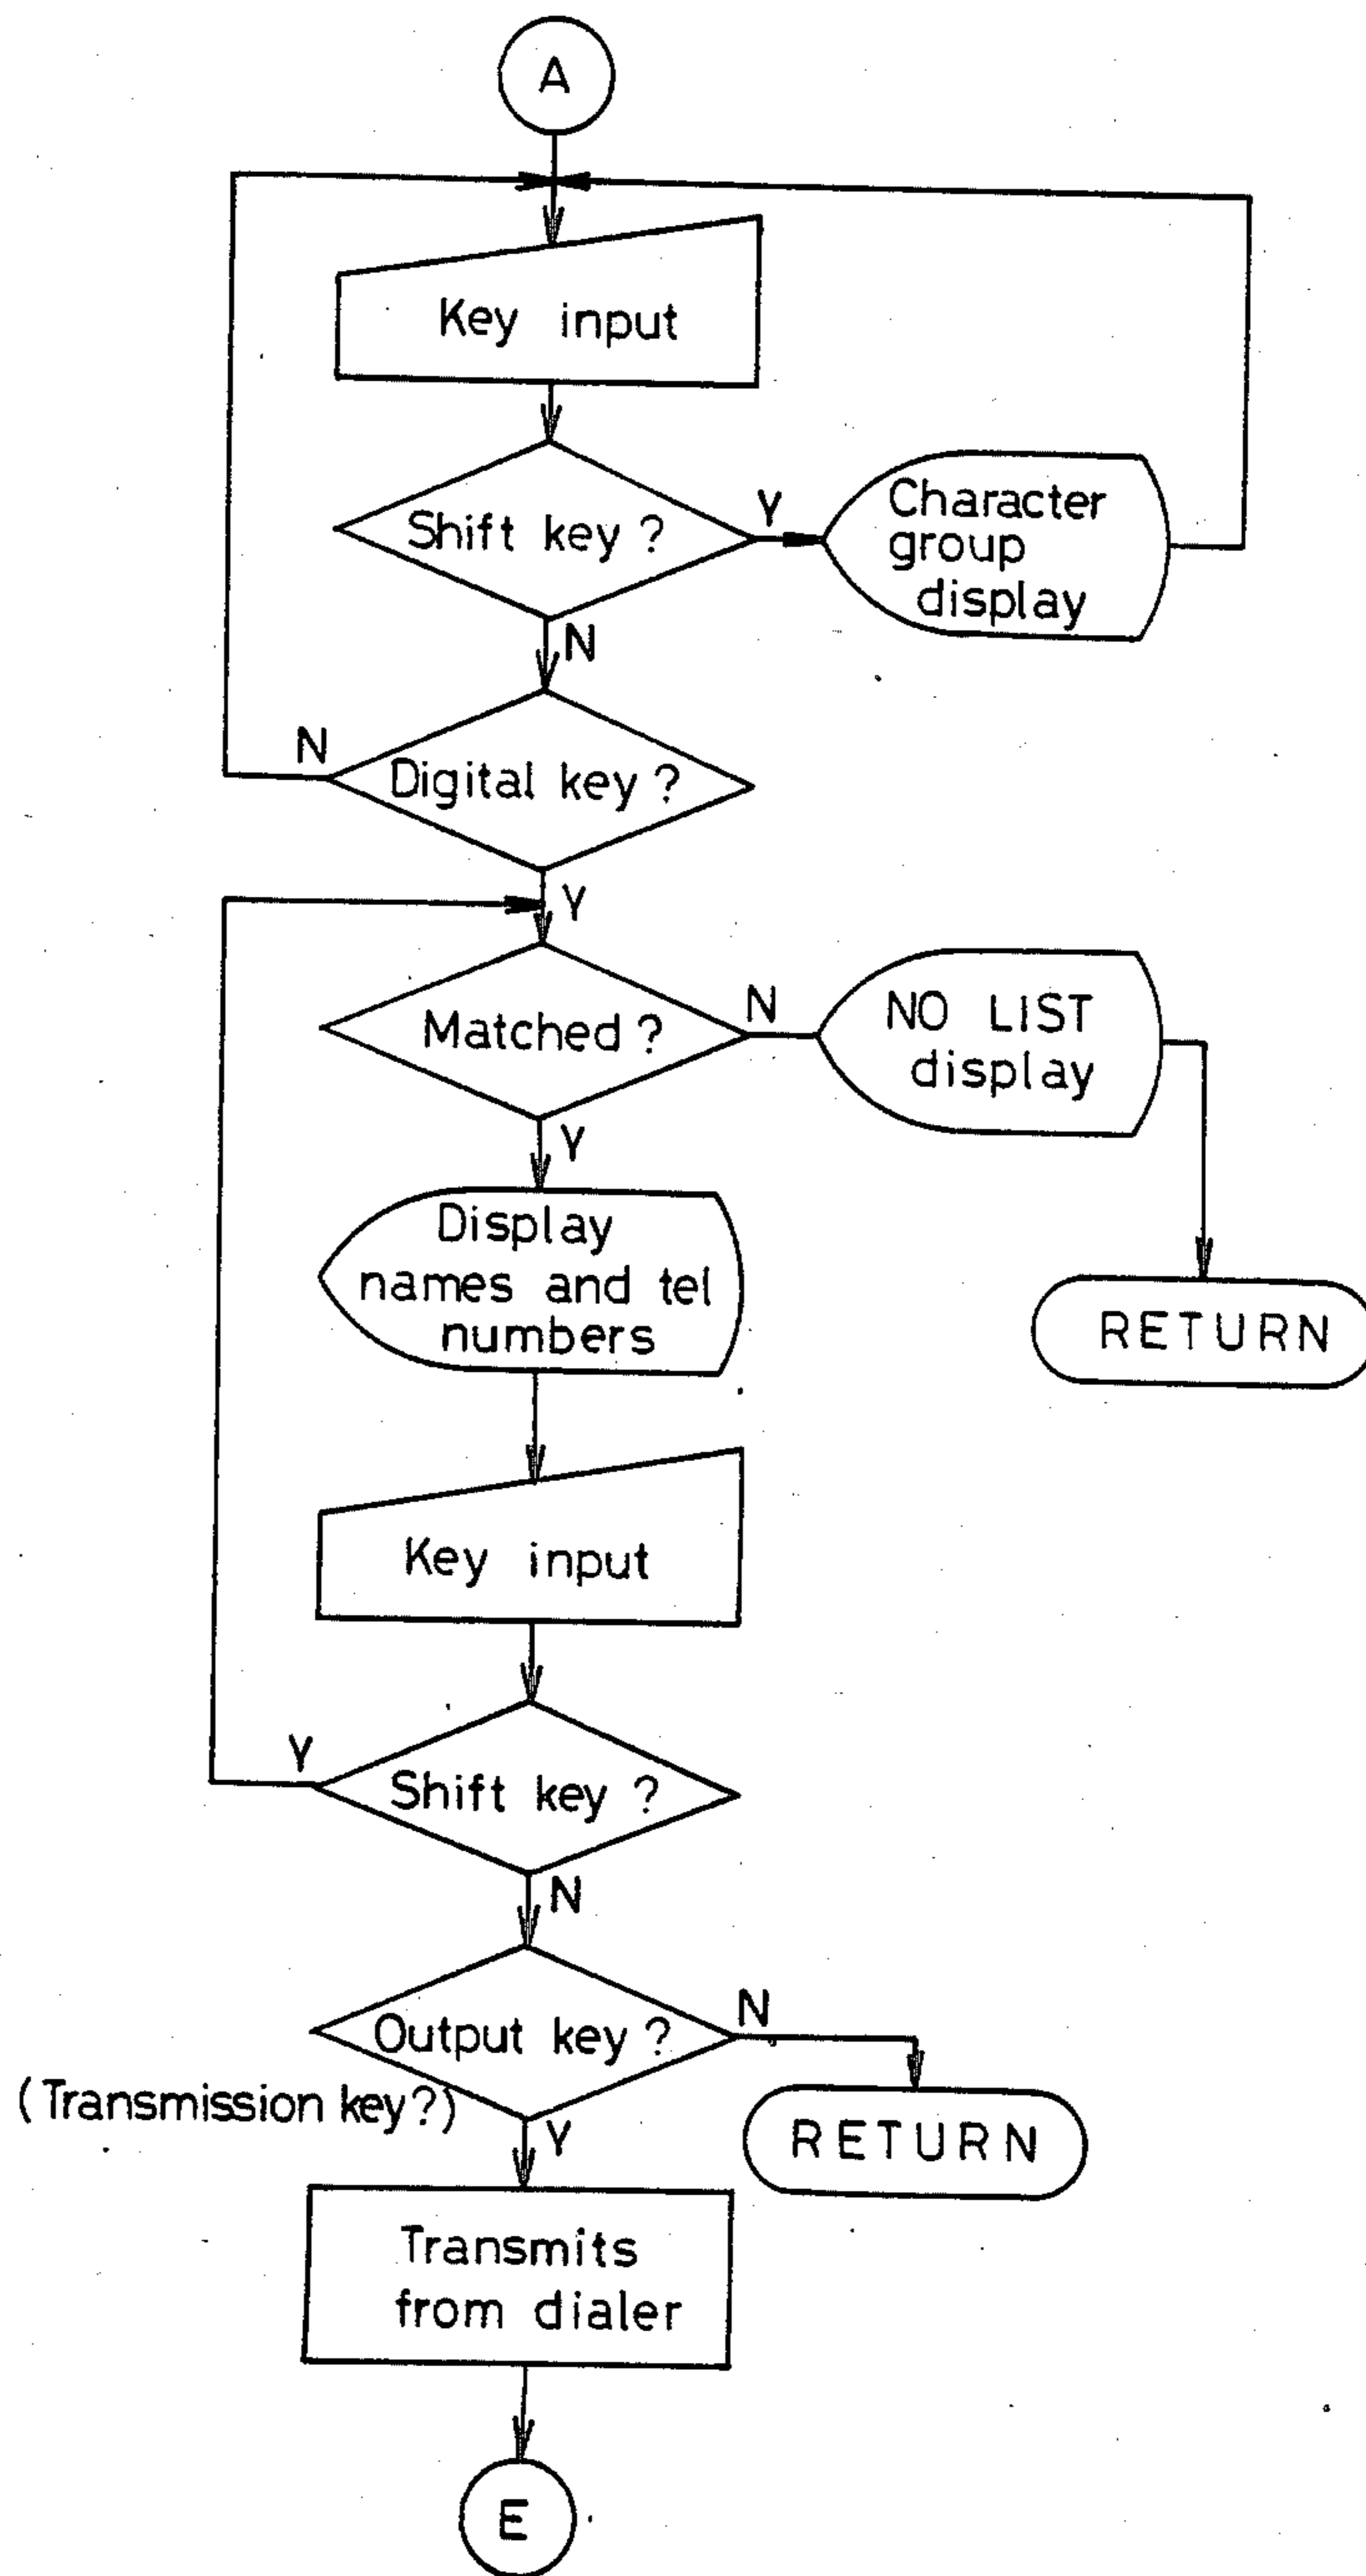 A
Key input
Shift key ?
Y
Character
group
display
N
N
Digital key ?
Y
Matched ?
N
NO LIST
display
Y
Display
names and tel
numbers
RETURN
Key input
Y
Shift key ?
N
Output key ?
N
(Transmission key?)
Y
RETURN
Transmits
from dialer
E